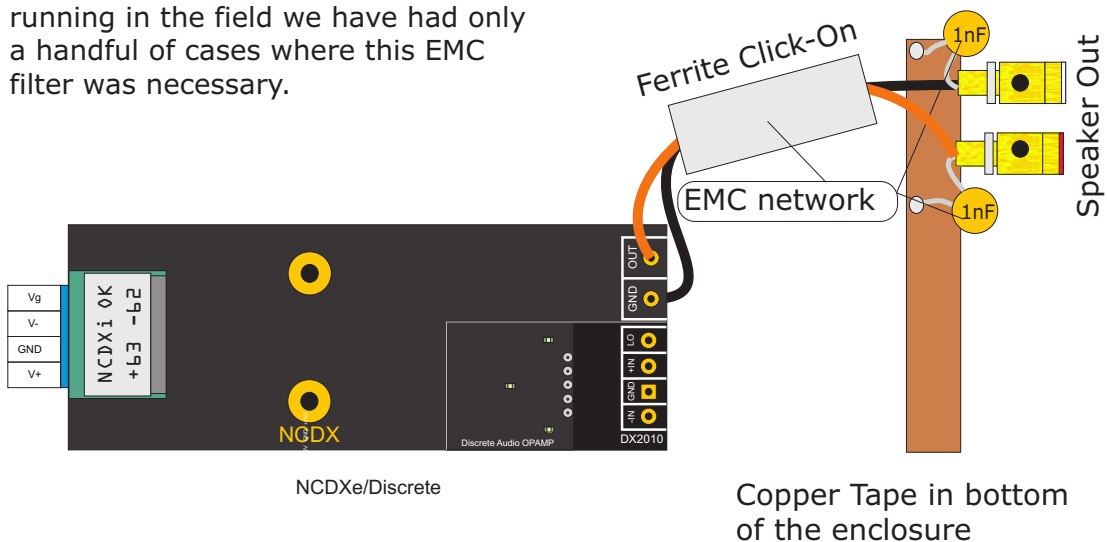 running in the field we have had only
a handful of cases where this EMC
filter was necessary.
Ferrite Click-On
1nF
Speaker Out
EMC network
1nF
Vg
V-
GND
V+
NCDXi OK
+63 -62
NCDX
OUT
GND
LO
+IN
GND
-IN
Discrete Audio OPAMP
DX2010
NCDXe/Discrete
Copper Tape in bottom
of the enclosure